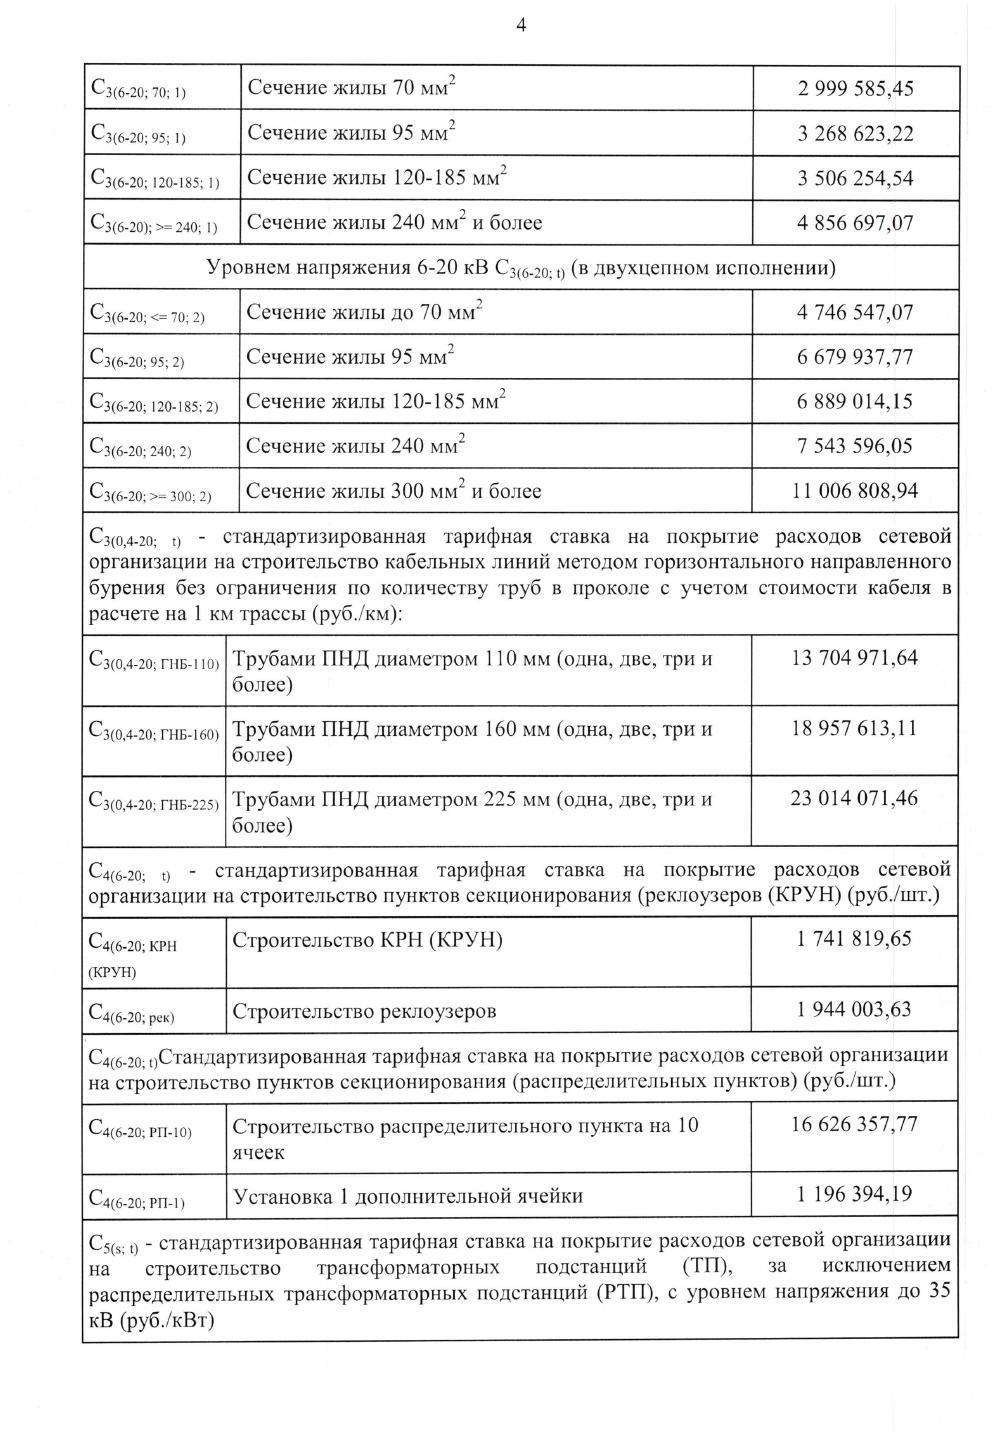 4
С3(6-20; 70; 1) Сечение жилы 70 мм2 2 999 585,45
С3(6-20; 95; 1) Сечение жилы 95 мм2 3 268 623,22
С3(6-20; 120-185; 1) Сечение жилы 120-185 мм2 3 506 254,54
С3(6-20); >= 240; 1) Сечение жилы 240 мм2 и более 4 856 697,07
Уровнем напряжения 6-20 кВ С3(6-20; t) (в двухцепном исполнении)
С3(6-20; <= 70; 2) Сечение жилы до 70 мм2 4 746 547,07
С3(6-20; 95; 2) Сечение жилы 95 мм2 6 679 937,77
С3(6-20; 120-185; 2) Сечение жилы 120-185 мм2 6 889 014,15
С3(6-20; 240; 2) Сечение жилы 240 мм2 7 543 596,05
С3(6-20; >= 300; 2) Сечение жилы 300 мм2 и более 11 006 808,94
С3(0,4-20; t) - стандартизированная тарифная ставка на покрытие расходов сетевой
организации на строительство кабельных линий методом горизонтального направленного
бурения без ограничения по количеству труб в проколе с учетом стоимости кабеля в
расчете на 1 км трассы (руб./км):
С3(0,4-20; ГНБ-110) Трубами ПНД диаметром 110 мм (одна, две, три и 13 704 971,64
более)
С3(0,4-20; ГНБ-160) Трубами ПНД диаметром 160 мм (одна, две, три и 18 957 613,11
более)
С3(0,4-20; ГНБ-225) Трубами ПНД диаметром 225 мм (одна, две, три и 23 014 071,46
более)
С4(6-20; t) - стандартизированная тарифная ставка на покрытие расходов сетевой
организации на строительство пунктов секционирования (реклоузеров (КРУН) (руб./шт.)
С4(6-20; КРН Строительство КРН (КРУН) 1 741 819,65
(КРУН)
С4(6-20; рек) Строительство реклоузеров 1 944 003,63
С4(6-20; t)Стандартизированная тарифная ставка на покрытие расходов сетевой организации
на строительство пунктов секционирования (распределительных пунктов) (руб./шт.)
С4(6-20; РП-10) Строительство распределительного пункта на 10 16 626 357,77
ячеек
С4(6-20; РП-1) Установка 1 дополнительной ячейки 1 196 394,19
С5(s; t) - стандартизированная тарифная ставка на покрытие расходов сетевой организации
на строительство трансформаторных подстанций (ТП), за исключением
распределительных трансформаторных подстанций (РТП), с уровнем напряжения до 35
кВ (руб./кВт)